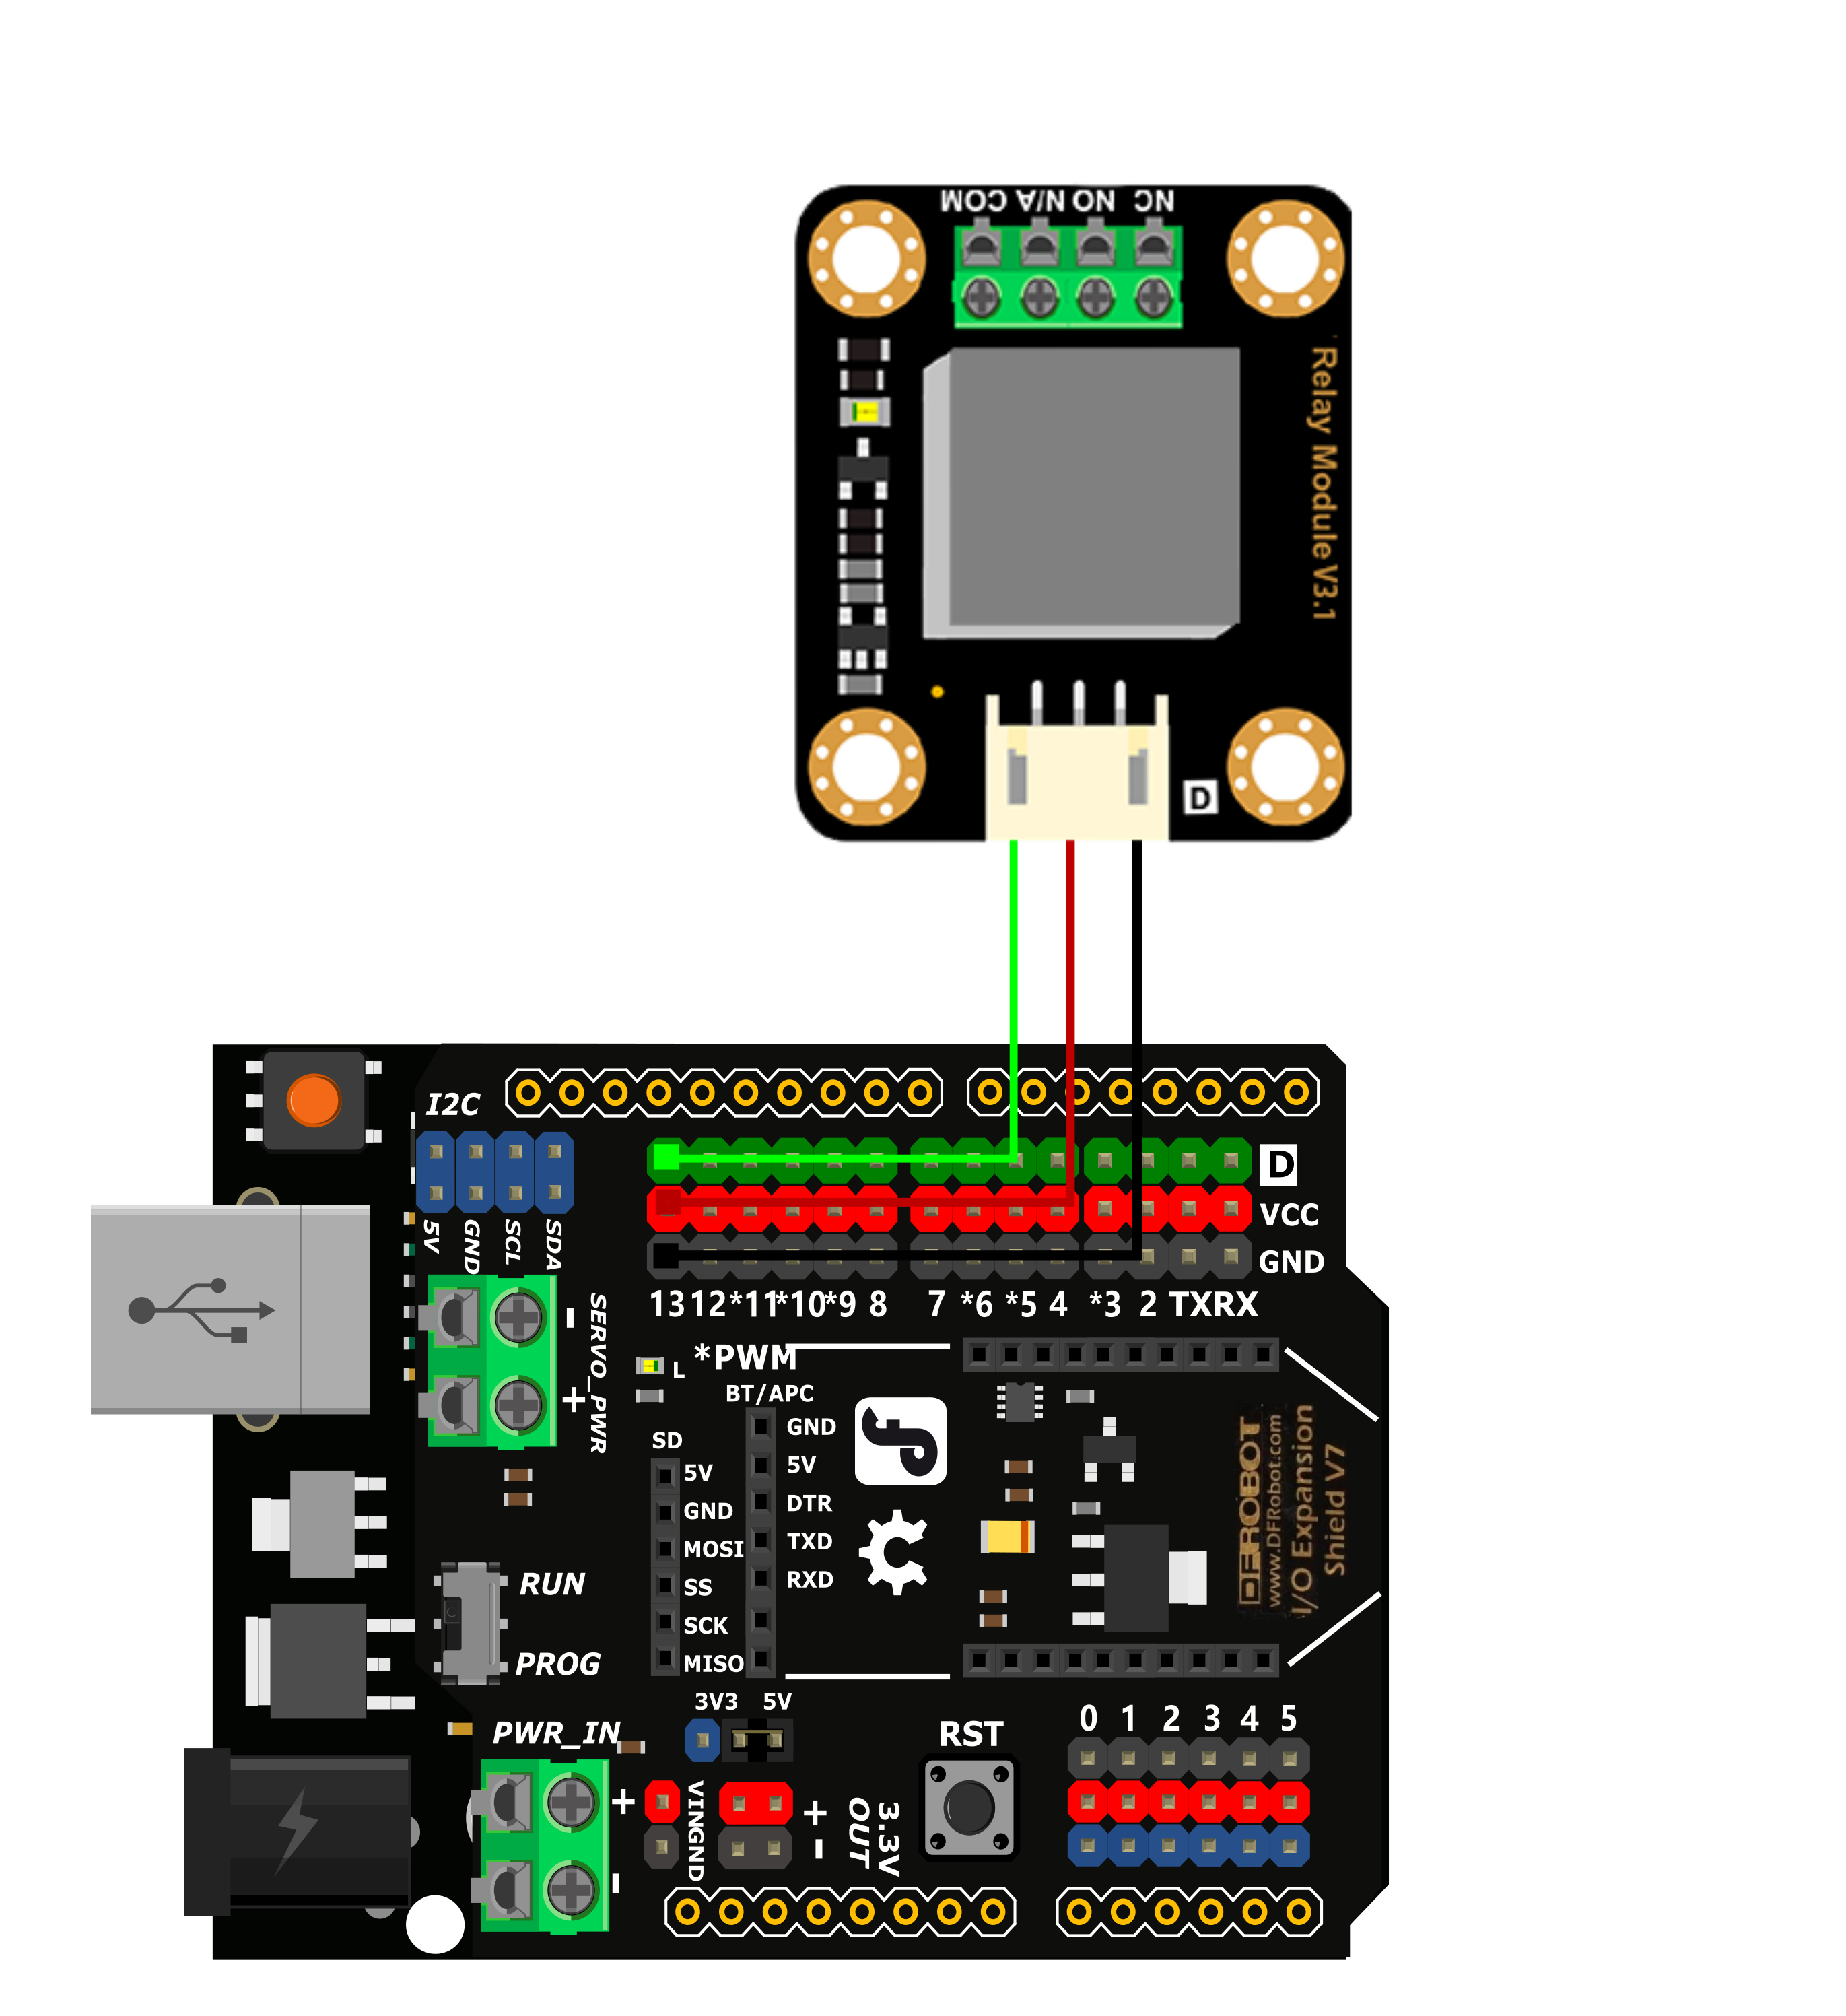 COM N/A NO NC
Relay Module V3.1
D
I2C
5V GND SCL SDA
D
VCC
GND
13 12 *11 *10 *9 8 7 *6 *5 4 *3 2 TX RX
- + SERVO_PWR
L
*PWM
BT/APC
GND
5V
DTR
TXD
RXD
SD
5V
GND
MOSI
SS
SCK
MISO
DFROBOT
www.DFRobot.com
I/O Expansion
Shield V7
RUN
PROG
3V3 5V
PWR_IN
+
-
VIN GND
+
-
3.3V
OUT
RST
0 1 2 3 4 5